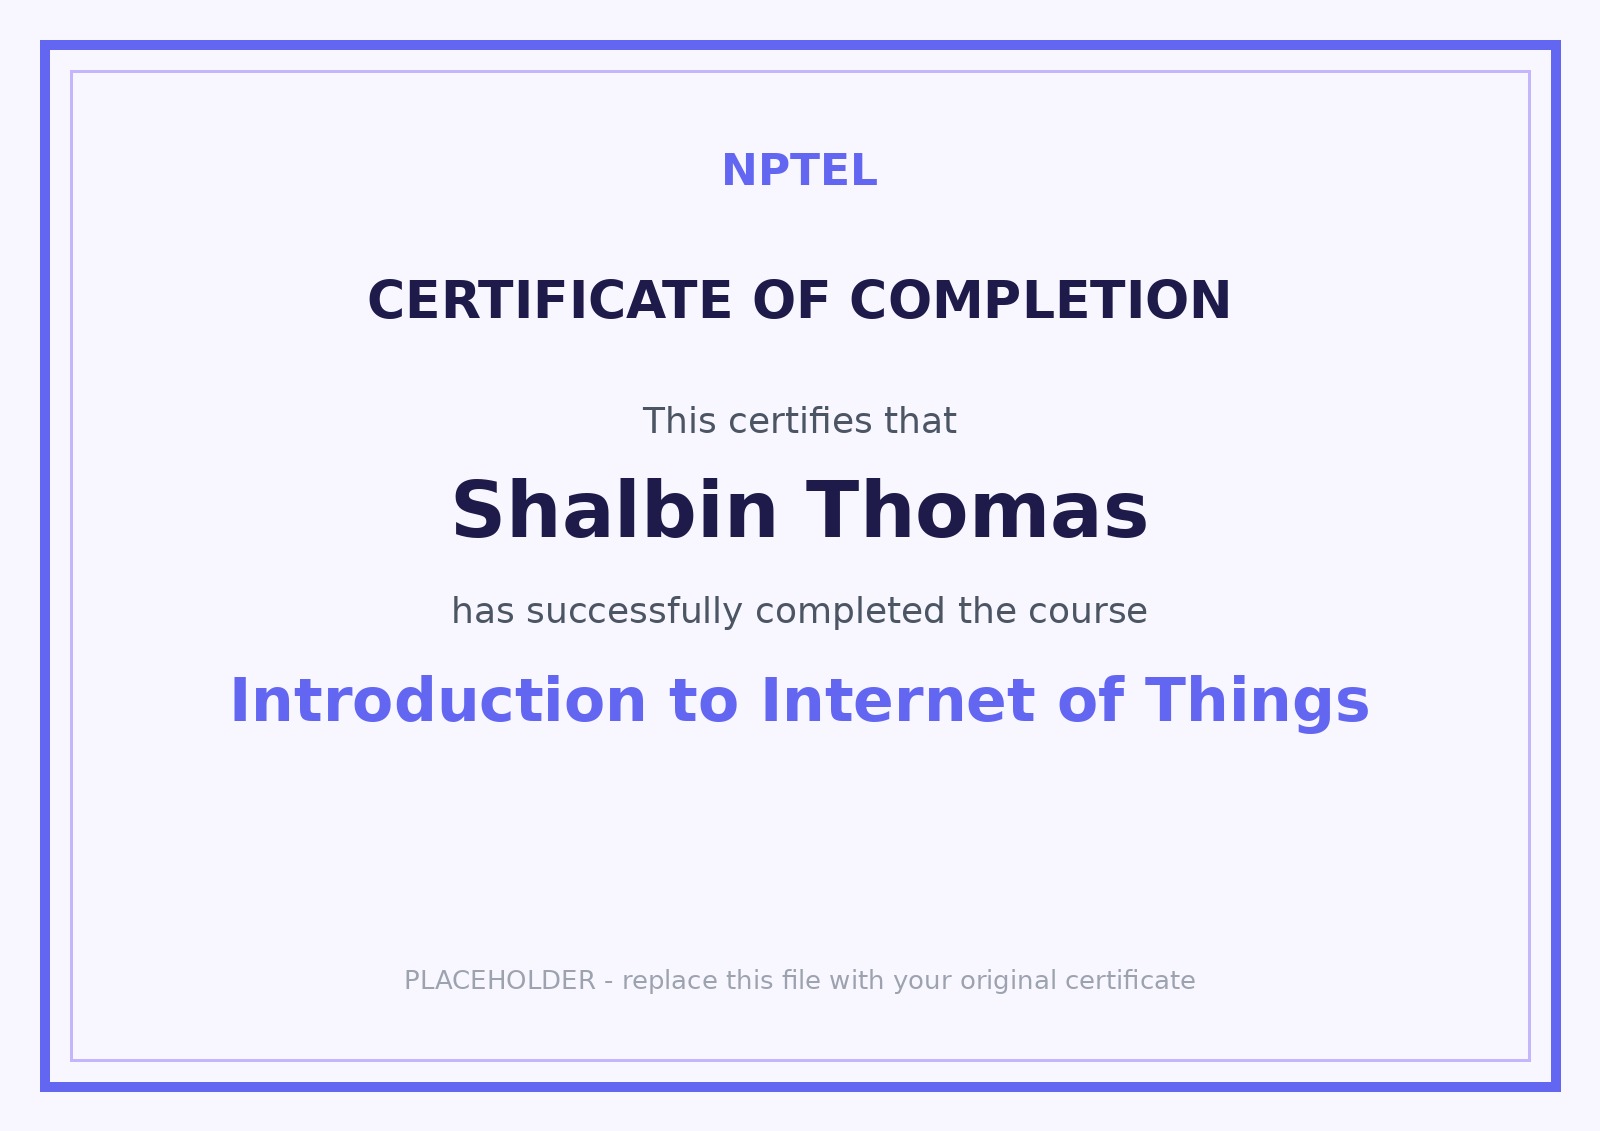 NPTEL
CERTIFICATE OF COMPLETION
This certifies that
Shalbin Thomas
has successfully completed the course
Introduction to Internet of Things
PLACEHOLDER - replace this file with your original certificate